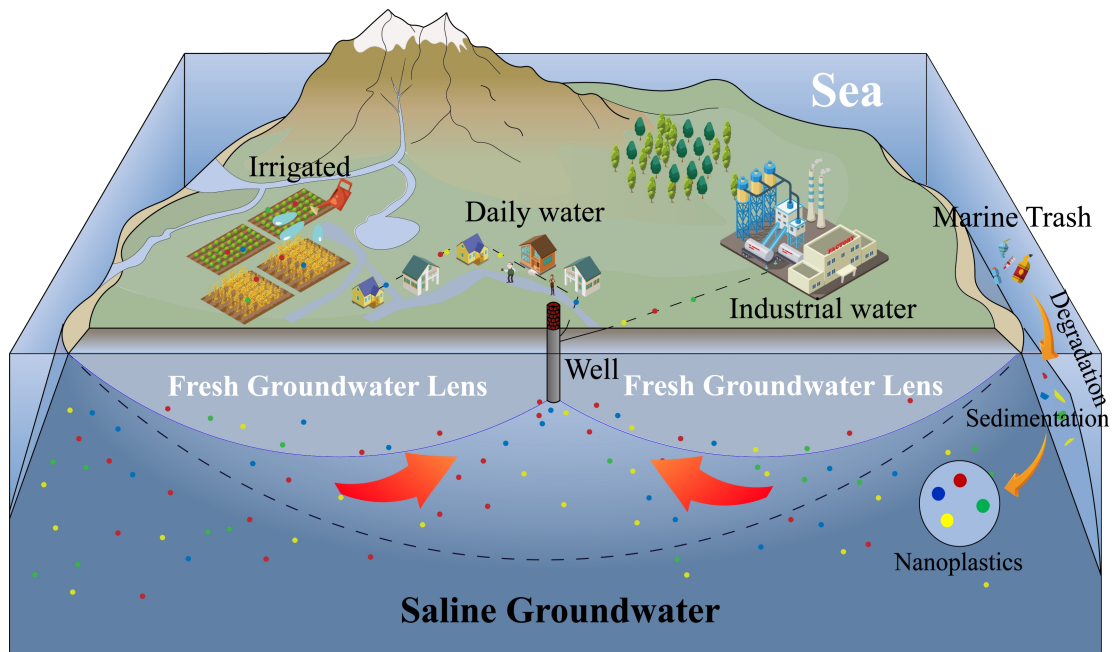 Sea
Irrigated
Daily water
Marine Trash
FACTORY
Industrial water
Degradation
Well
Fresh Groundwater Lens
Fresh Groundwater Lens
Sedimentation
Nanoplastics
Saline Groundwater